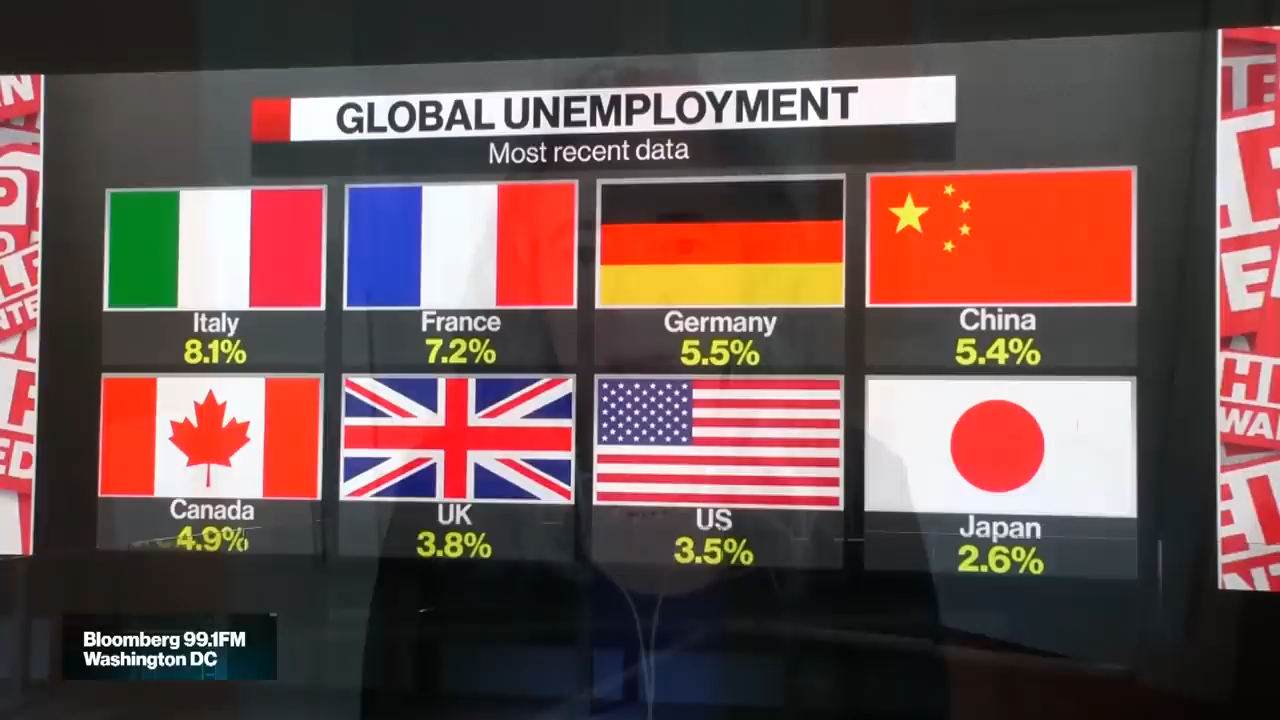 GLOBAL UNEMPLOYMENT
Most recent data
Italy
8.1%
France
7.2%
Germany
5.5%
China
5.4%
Canada
4.9%
UK
3.8%
US
3.5%
Japan
2.6%
Bloomberg 99.1FM
Washington DC